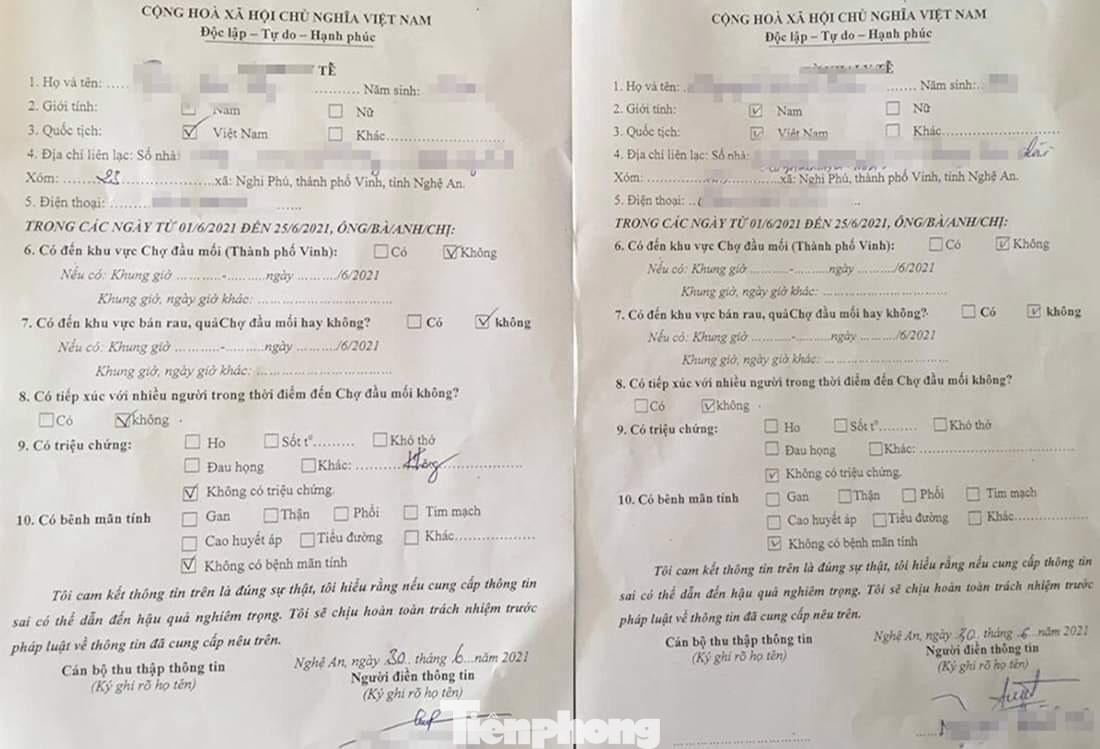 CỘNG HOÀ XÃ HỘI CHỦ NGHĨA VIỆT NAM
Độc lập – Tự do – Hạnh phúc
TẾ
1. Họ và tên: ..... .......... Năm sinh:
2. Giới tính: Nam Nữ
3. Quốc tịch: Việt Nam Khác..................
4. Địa chỉ liên lạc: Số nhà:
Xóm: ....... 23 .......................xã: Nghi Phú, thành phố Vinh, tỉnh Nghệ An.
5. Điện thoại:
TRONG CÁC NGÀY TỪ 01/6/2021 ĐẾN 25/6/2021, ÔNG/BÀ/ANH/CHỊ:
6. Có đến khu vực Chợ đầu mối (Thành phố Vinh): Có Không
Nếu có: Khung giờ ...........-..........ngày ........../6/2021
Khung giờ, ngày giờ khác: ................................
7. Có đến khu vực bán rau, quảChợ đầu mối hay không? Có không
Nếu có: Khung giờ ...........-..........ngày ........../6/2021
Khung giờ, ngày giờ khác: ................................
8. Có tiếp xúc với nhiều người trong thời điểm đến Chợ đầu mối không?
Có không
9. Có triệu chứng: Ho Sốt t°......... Khó thở
Đau họng Khác: .......... không ..............
Không có triệu chứng
10. Có bệnh mãn tính Gan Thận Phổi Tim mạch
Cao huyết áp Tiểu đường Khác..................
Không có bệnh mãn tính
Tôi cam kết thông tin trên là đúng sự thật, tôi hiểu rằng nếu cung cấp thông tin
sai có thể dẫn đến hậu quả nghiêm trọng. Tôi sẽ chịu hoàn toàn trách nhiệm trước
pháp luật về thông tin đã cung cấp nêu trên.
Nghệ An, ngày 30 tháng 6 năm 2021
Cán bộ thu thập thông tin Người điền thông tin
(Ký ghi rõ họ tên) (Ký ghi rõ họ tên)
CỘNG HOÀ XÃ HỘI CHỦ NGHĨA VIỆT NAM
Độc lập – Tự do – Hạnh phúc
TẾ
1. Họ và tên: ....... Năm sinh:
2. Giới tính: Nam Nữ
3. Quốc tịch: Việt Nam Khác..................
4. Địa chỉ liên lạc: Số nhà:
Xóm: .......xã: Nghi Phú, thành phố Vinh, tỉnh Nghệ An.
5. Điện thoại:
TRONG CÁC NGÀY TỪ 01/6/2021 ĐẾN 25/6/2021, ÔNG/BÀ/ANH/CHỊ:
6. Có đến khu vực Chợ đầu mối (Thành phố Vinh): Có Không
Nếu có: Khung giờ ...........-..........ngày ........../6/2021
Khung giờ, ngày giờ khác: ................................
7. Có đến khu vực bán rau, quảChợ đầu mối hay không? Có không
Nếu có: Khung giờ ...........-..........ngày ........../6/2021
Khung giờ, ngày giờ khác: ................................
8. Có tiếp xúc với nhiều người trong thời điểm đến Chợ đầu mối không?
Có không
9. Có triệu chứng: Ho Sốt t°......... Khó thở
Đau họng Khác: ................................
Không có triệu chứng.
10. Có bệnh mãn tính Gan Thận Phổi Tim mạch
Cao huyết áp Tiểu đường Khác..................
Không có bệnh mãn tính
Tôi cam kết thông tin trên là đúng sự thật, tôi hiểu rằng nếu cung cấp thông tin
sai có thể dẫn đến hậu quả nghiêm trọng. Tôi sẽ chịu hoàn toàn trách nhiệm trước
pháp luật về thông tin đã cung cấp nêu trên.
Nghệ An, ngày 30 tháng 6 năm 2021
Cán bộ thu thập thông tin Người điền thông tin
(Ký ghi rõ họ tên) (Ký ghi rõ họ tên)
Tiềnphong